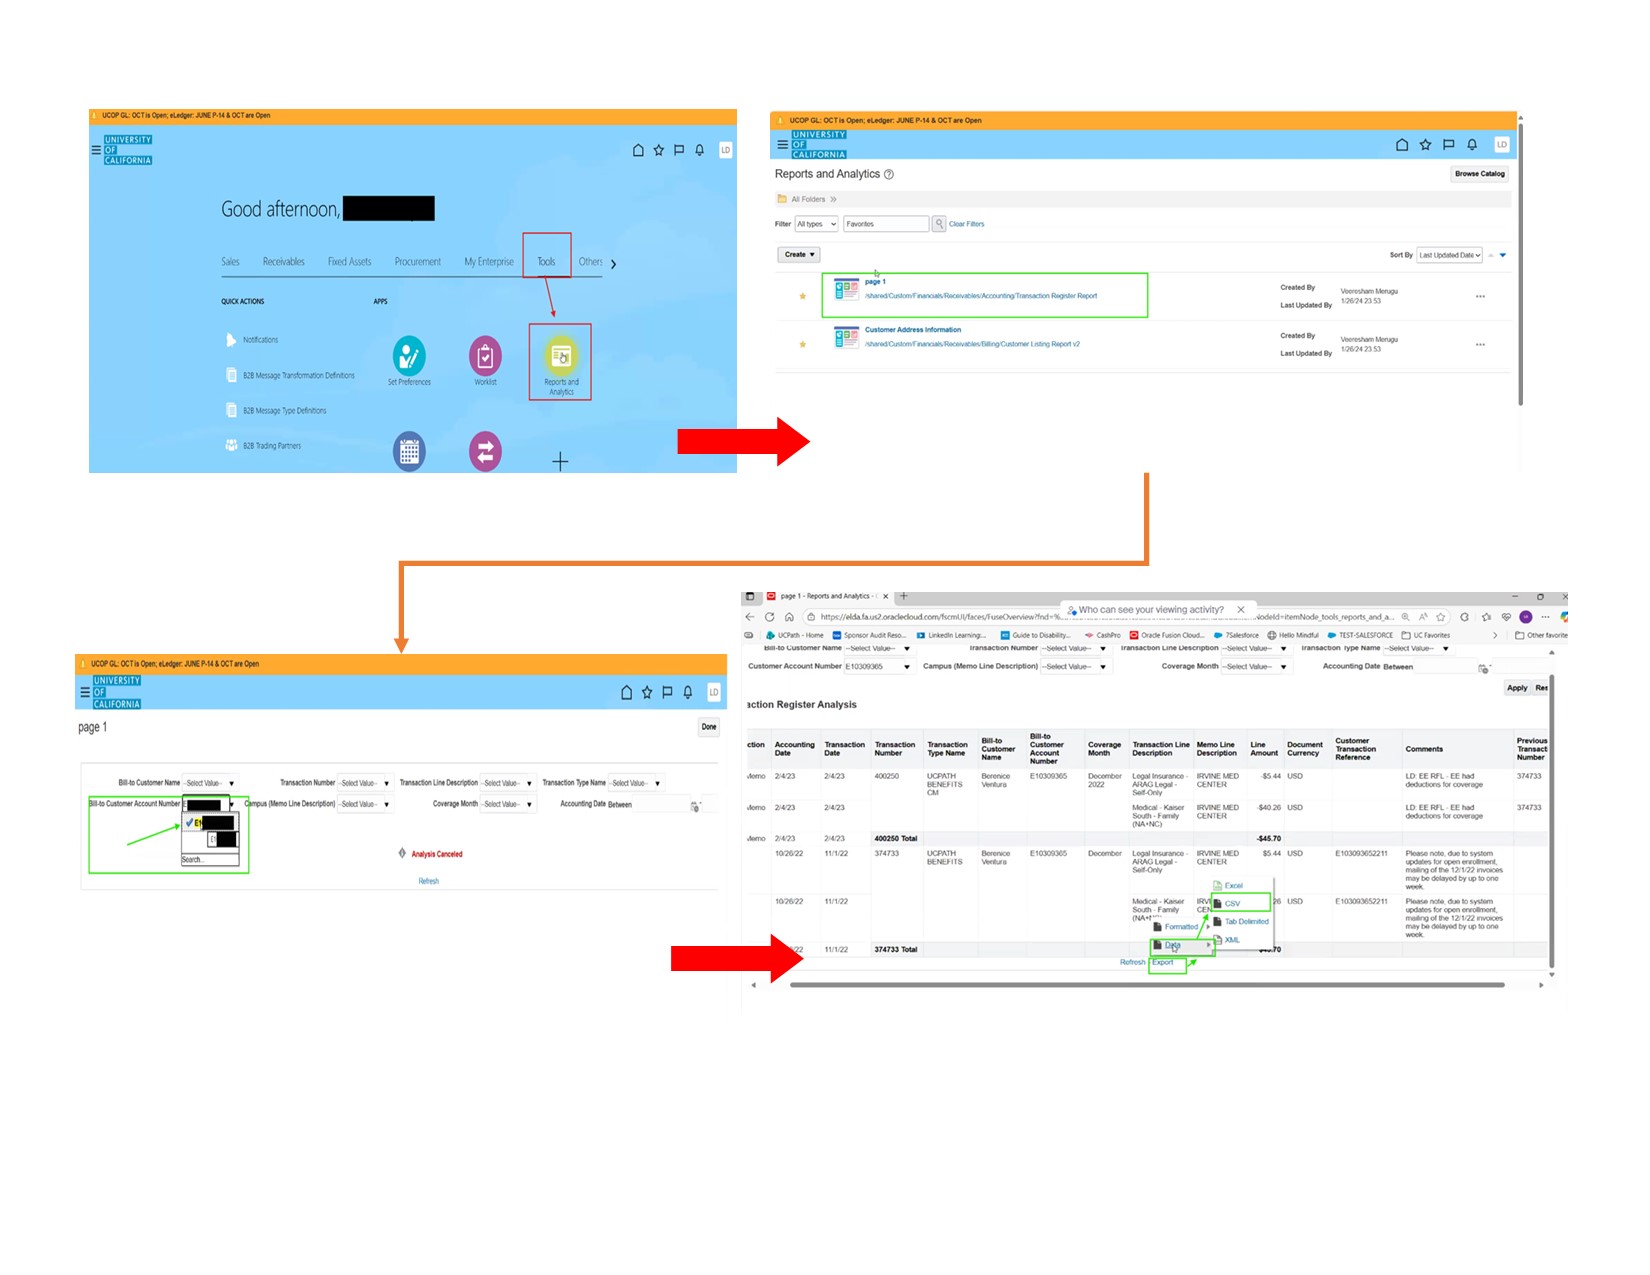 UCOP GL: OCT is Open; eLedger: JUNE P-14 & OCT are Open
UNIVERSITY
OF
CALIFORNIA
LD
Good afternoon,
Sales Receivables Fixed Assets Procurement My Enterprise Tools Others
QUICK ACTIONS
APPS
Notifications
B2B Message Transformation Definitions
B2B Message Type Definitions
B2B Trading Partners
Set Preferences
Worklist
Reports and
Analytics
UCOP GL: OCT is Open; eLedger: JUNE P-14 & OCT are Open
UNIVERSITY
OF
CALIFORNIA
LD
Reports and Analytics
Browse Catalog
All Folders
Filter All types Favorites Clear Filters
Create
Sort By Last Updated Date
page 1
/shared/Custom/Financials/Receivables/Accounting/Transaction Register Report
Created By Veeresham Merugu
Last Updated By 1/26/24 23:53
Customer Address Information
/shared/Custom/Financials/Receivables/Billing/Customer Listing Report v2
Created By Veeresham Merugu
Last Updated By 1/26/24 23:53
UCOP GL: OCT is Open; eLedger: JUNE P-14 & OCT are Open
UNIVERSITY
OF
CALIFORNIA
LD
page 1
Done
Bill-to Customer Name --Select Value-- Transaction Number --Select Value-- Transaction Line Description --Select Value-- Transaction Type Name --Select Value--
Bill-to Customer Account Number E Campus (Memo Line Description) --Select Value-- Coverage Month --Select Value-- Accounting Date Between
Search...
Analysis Canceled
Refresh
page 1 - Reports and Analytics -
Who can see your viewing activity?
https://elda.fa.us2.oraclecloud.com/fscmUI/faces/FuseOverview?fnd=% NodeId=itemNode_tools_reports_and_a...
UCPath - Home Sponsor Audit Reso... LinkedIn Learning:... Guide to Disability... CashPro Oracle Fusion Cloud... 7Salesforce Hello Mindful TEST-SALESFORCE UC Favorites Other favorite
Bill-to Customer Name --Select Value-- Transaction Number --Select Value-- Transaction Line Description --Select Value-- Transaction Type Name --Select Value--
Customer Account Number E10309365 Campus (Memo Line Description) --Select Value-- Coverage Month --Select Value-- Accounting Date Between
Apply Res
action Register Analysis
ction Accounting Date Transaction Date Transaction Number Transaction Type Name Bill-to Customer Name Bill-to Customer Account Number Coverage Month Transaction Line Description Memo Line Description Line Amount Document Currency Customer Transaction Reference Comments Previous Transact Number
Memo 2/4/23 2/4/23 400250 UCPATH BENEFITS CM Berenice Ventura E10309365 December 2022 Legal Insurance - ARAG Legal - Self-Only IRVINE MED CENTER -$5.44 USD LD: EE RFL - EE had deductions for coverage 374733
Memo 2/4/23 2/4/23 Medical - Kaiser South - Family (NA+NC) IRVINE MED CENTER -$40.26 USD LD: EE RFL - EE had deductions for coverage 374733
Memo 2/4/23 2/4/23 400250 Total -$45.70
10/26/22 11/1/22 374733 UCPATH BENEFITS Berenice Ventura E10309365 December Legal Insurance - ARAG Legal - Self-Only IRVINE MED CENTER $5.44 USD E103093652211 Please note, due to system updates for open enrollment, mailing of the 12/1/22 invoices may be delayed by up to one week.
10/26/22 11/1/22 Medical - Kaiser South - Family USD E103093652211 Please note, due to system updates for open enrollment, mailing of the 12/1/22 invoices may be delayed by up to one week.
11/1/22 374733 Total
Excel
CSV
Tab Delimited
XML
Formatted
Data
Refresh Export